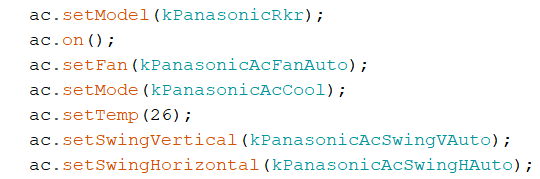 ac.setModel(kPanasonicRkr);
ac.on();
ac.setFan(kPanasonicAcFanAuto);
ac.setMode(kPanasonicAcCool);
ac.setTemp(26);
ac.setSwingVertical(kPanasonicAcSwingVAuto);
ac.setSwingHorizontal(kPanasonicAcSwingHAuto);